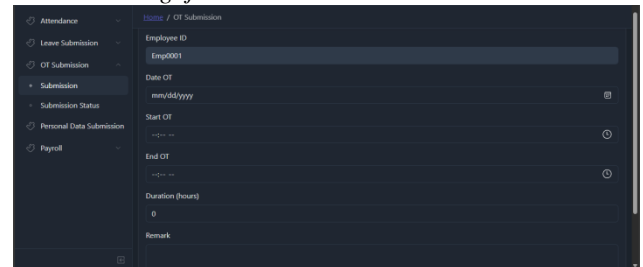 Attendance
Leave Submission
OT Submission
Submission
Submission Status
Personal Data Submission
Payroll
Home / OT Submission
Employee ID
Emp0001
Date OT
mm/dd/yyyy
Start OT
--:-- --
End OT
--:-- --
Duration (hours)
0
Remark